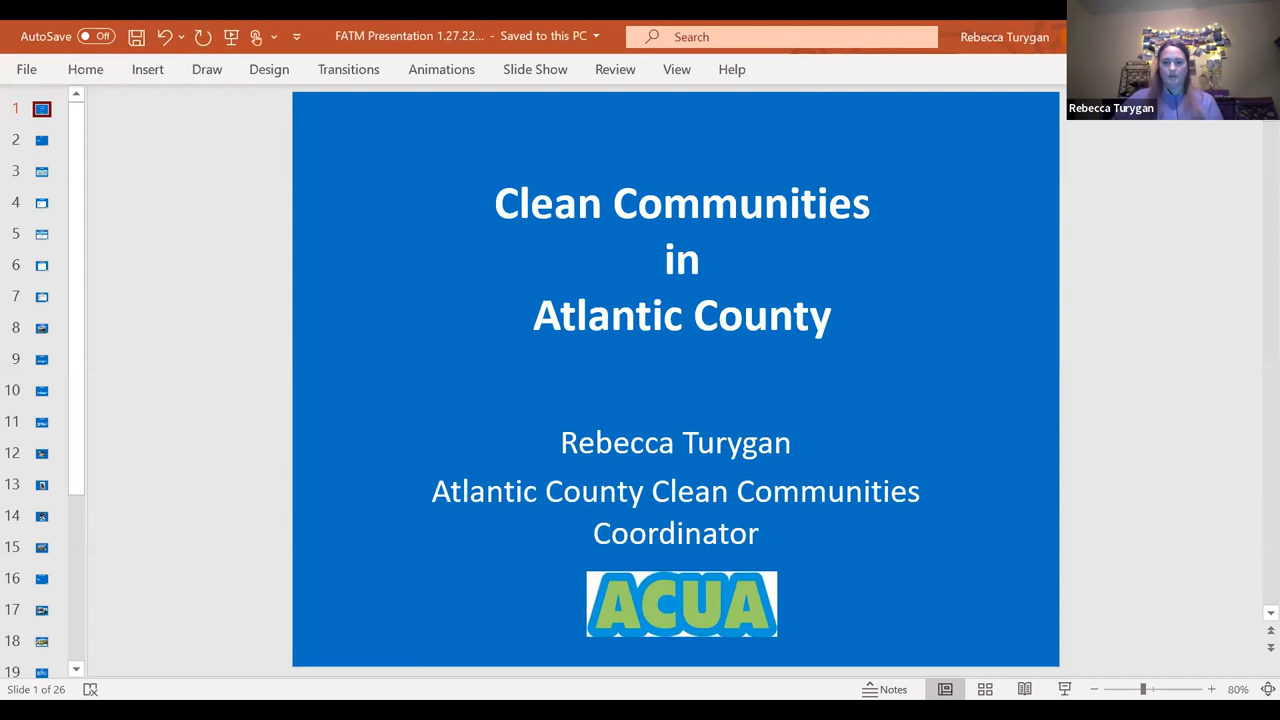 AutoSave Off
FATM Presentation 1.27.22... - Saved to this PC
Search
Rebecca Turygan
File Home Insert Draw Design Transitions Animations Slide Show Review View Help
Rebecca Turygan
1
2
3
4
5
6
7
8
9
10
11
12
13
14
15
16
17
18
19
Clean Communities
in
Atlantic County
Rebecca Turygan
Atlantic County Clean Communities
Coordinator
ACUA
Slide 1 of 26
Notes
80%